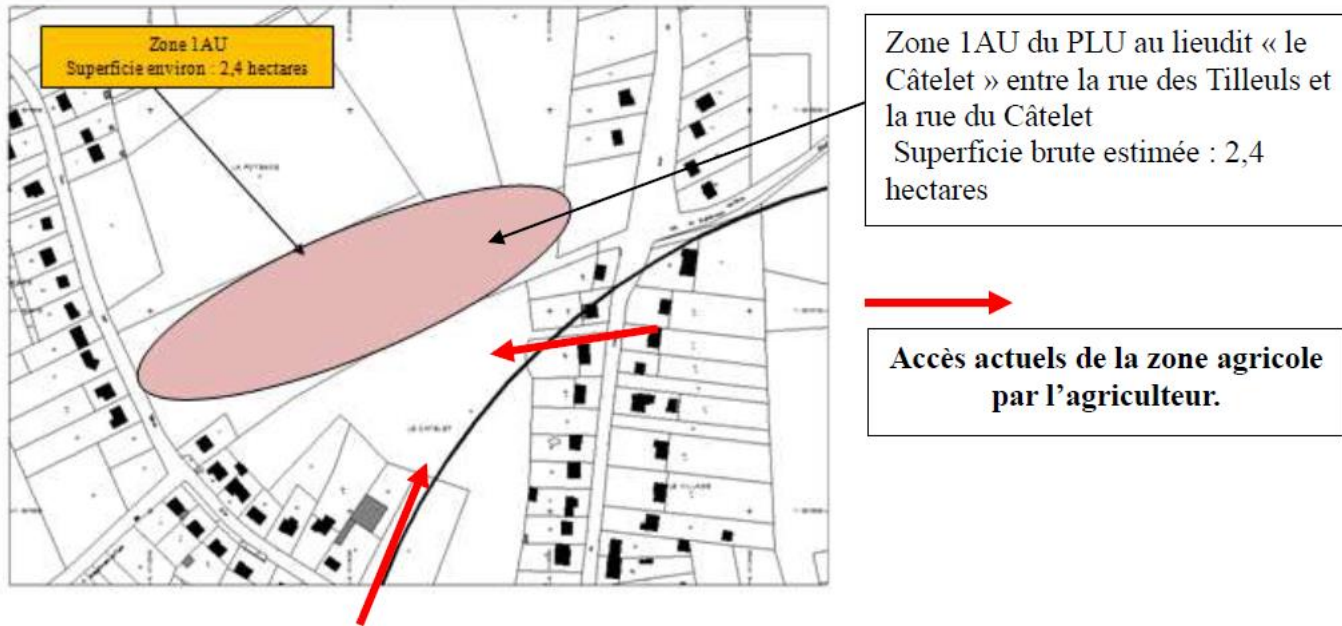 Zone 1AU
Superficie environ : 2,4 hectares
Zone 1AU du PLU au lieudit « le
Câtelet » entre la rue des Tilleuls et
la rue du Câtelet
Superficie brute estimée : 2,4
hectares
Accès actuels de la zone agricole
par l’agriculteur.
LE CATELET
LE VILLAGE